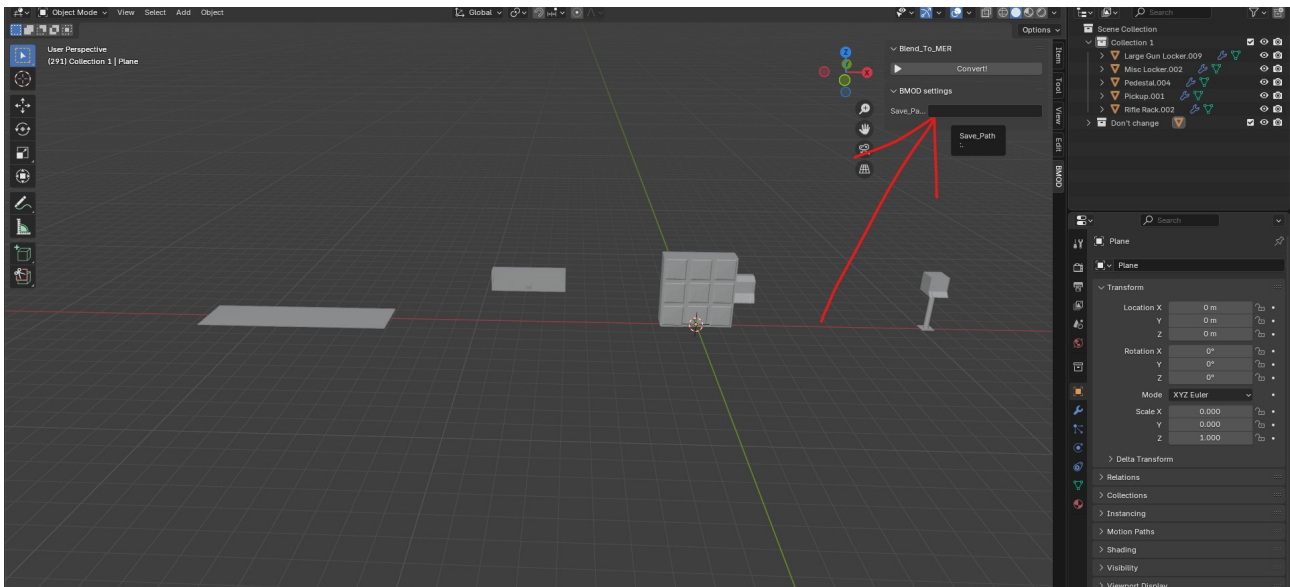 Object Mode View Select Add Object Global Search
Options
User Perspective
(291) Collection 1 | Plane
Z
X
Blend_To_MER
Convert!
BMOD settings
Save_Pa...
Save_Path
:.
Item
Tool
View
Edit
BMOD
Scene Collection
Collection 1
Large Gun Locker.009
Misc Locker.002
Pedestal.004
Pickup.001
Rifle Rack.002
Don't change
Search
Plane
Plane
Transform
Location X 0 m
Y 0 m
Z 0 m
Rotation X 0°
Y 0°
Z 0°
Mode XYZ Euler
Scale X 0.000
Y 0.000
Z 1.000
Delta Transform
Relations
Collections
Instancing
Motion Paths
Shading
Visibility
Viewport Display